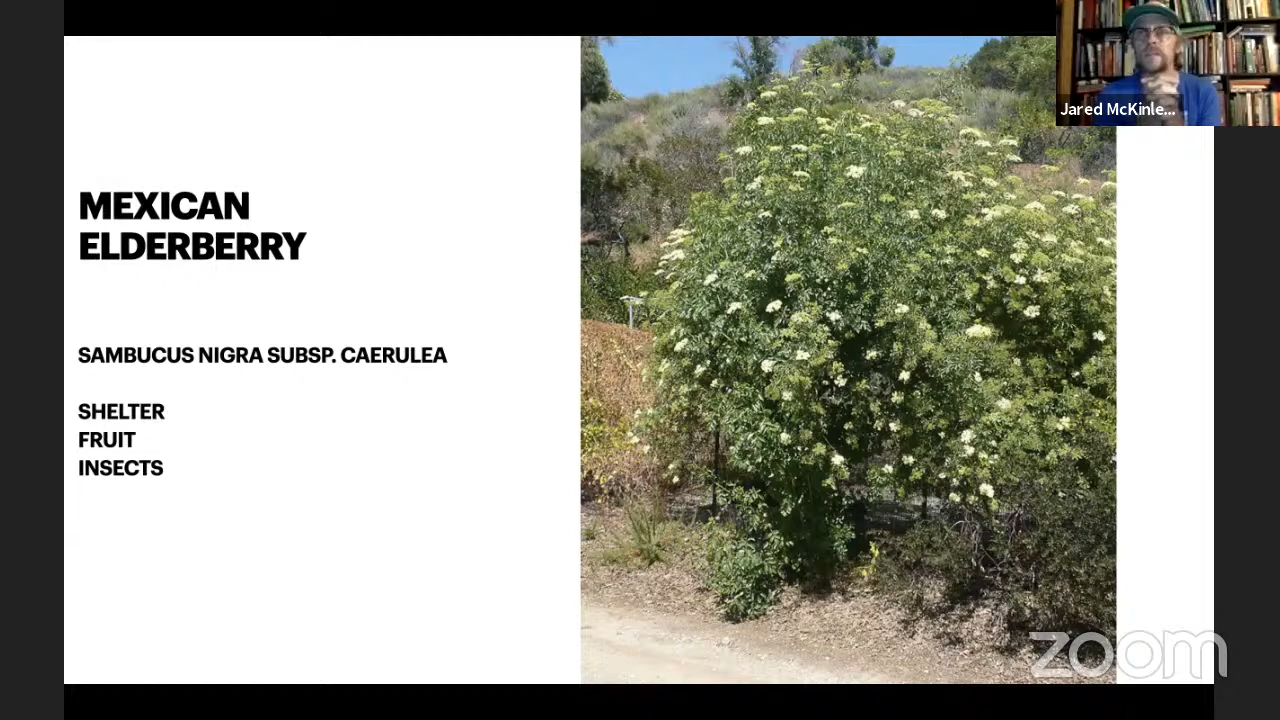 MEXICAN
ELDERBERRY
SAMBUCUS NIGRA SUBSP. CAERULEA
SHELTER
FRUIT
INSECTS
Jared McKinle...
zoom